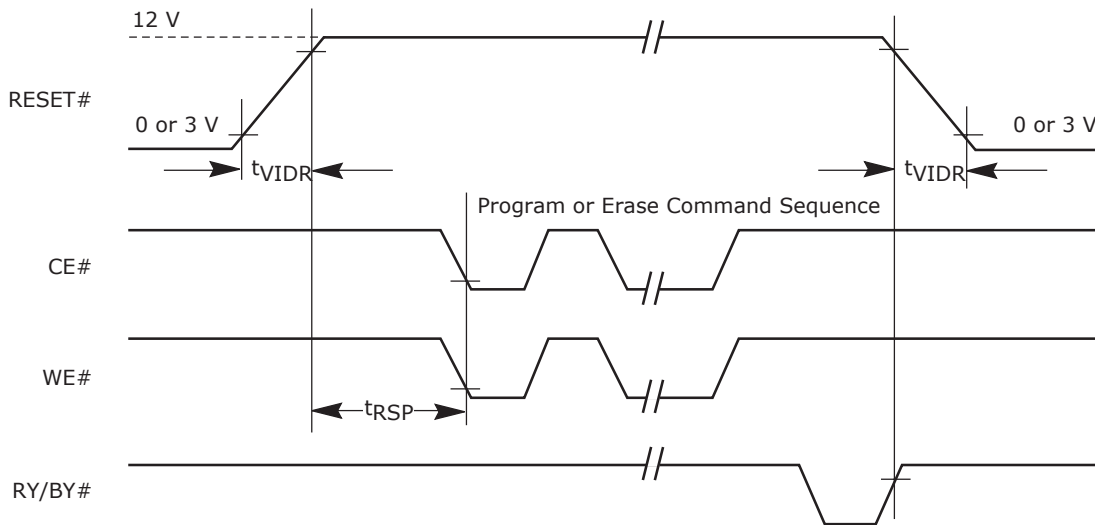 12 V
RESET#
0 or 3 V
0 or 3 V
tVIDR
tVIDR
Program or Erase Command Sequence
CE#
WE#
tRSP
RY/BY#